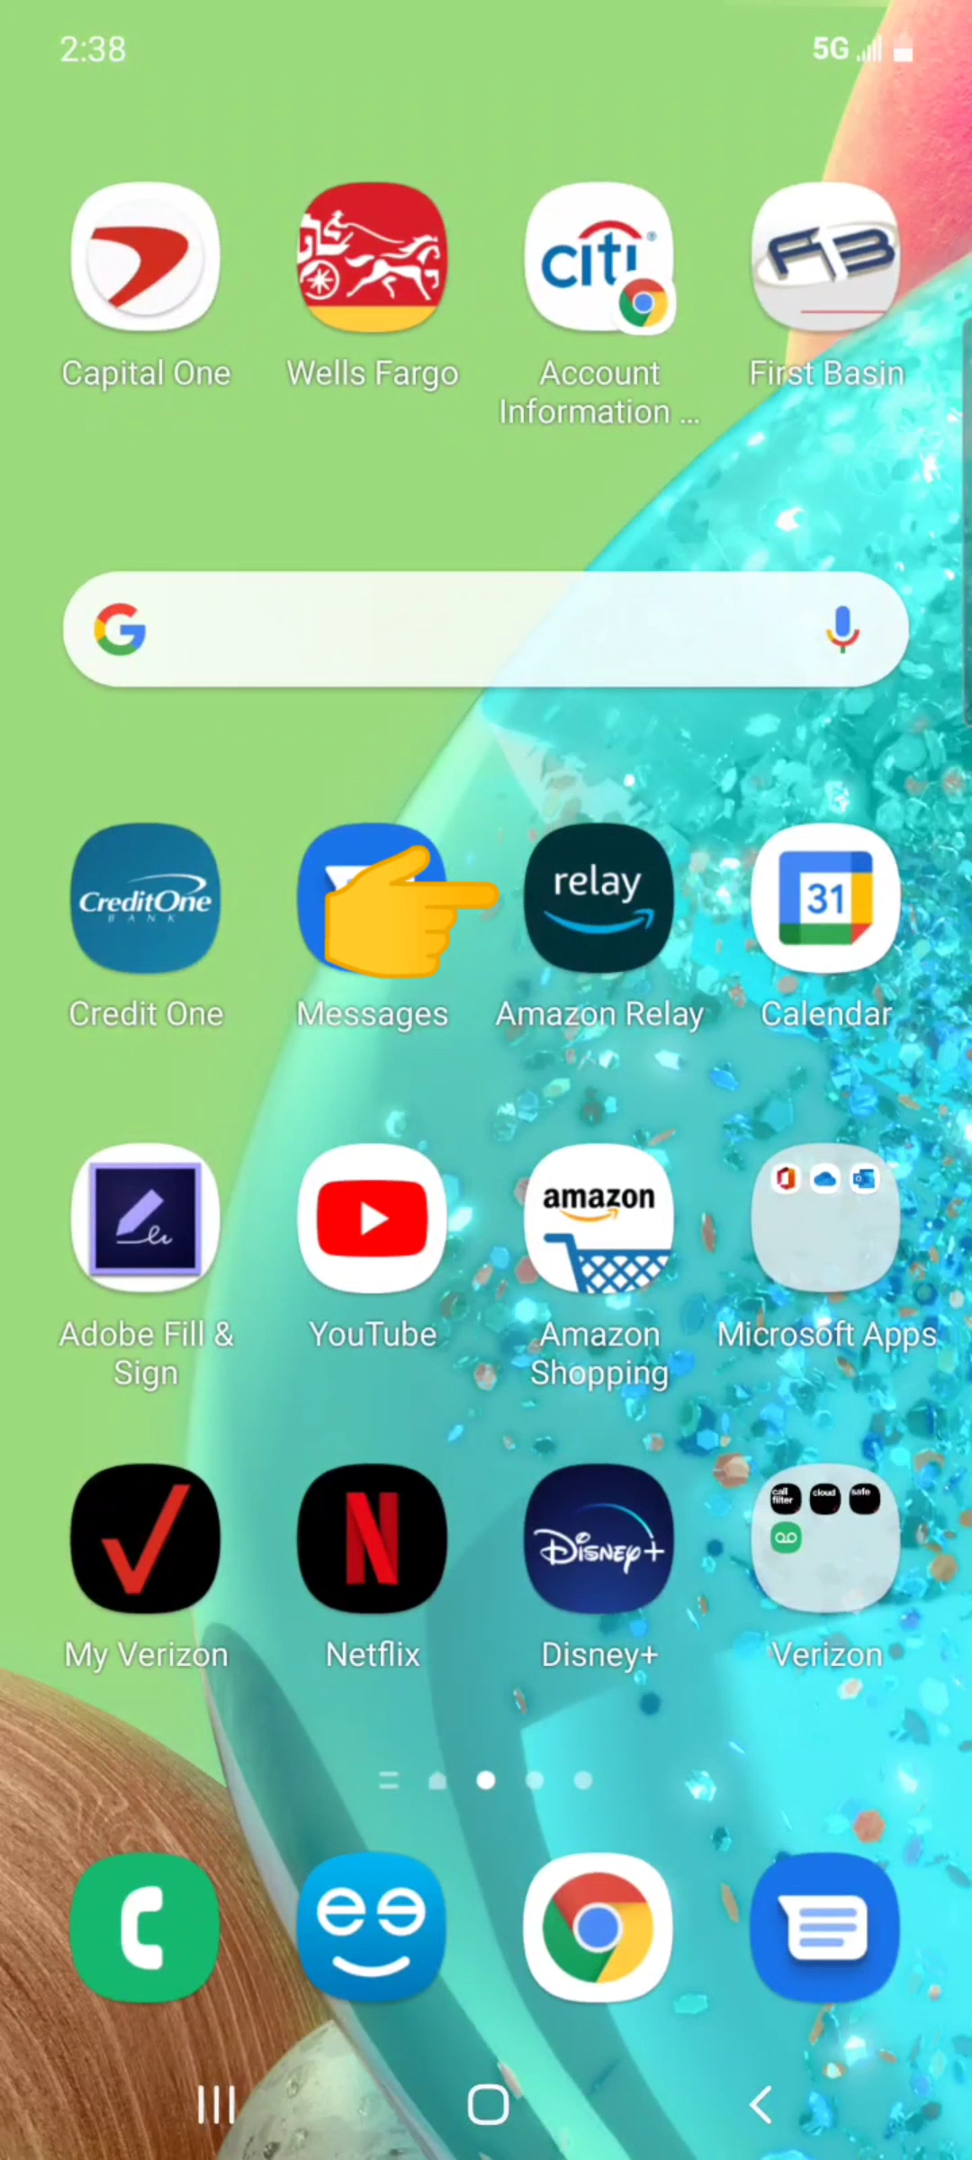 2:38
5G
citi
FB
Capital One
Wells Fargo
Account
Information ...
First Basin
CreditOne
BANK
relay
31
Credit One
Messages
Amazon Relay
Calendar
amazon
Adobe Fill &
Sign
YouTube
Amazon
Shopping
Microsoft Apps
N
Disney+
call
filter
cloud
safe
My Verizon
Netflix
Disney+
Verizon